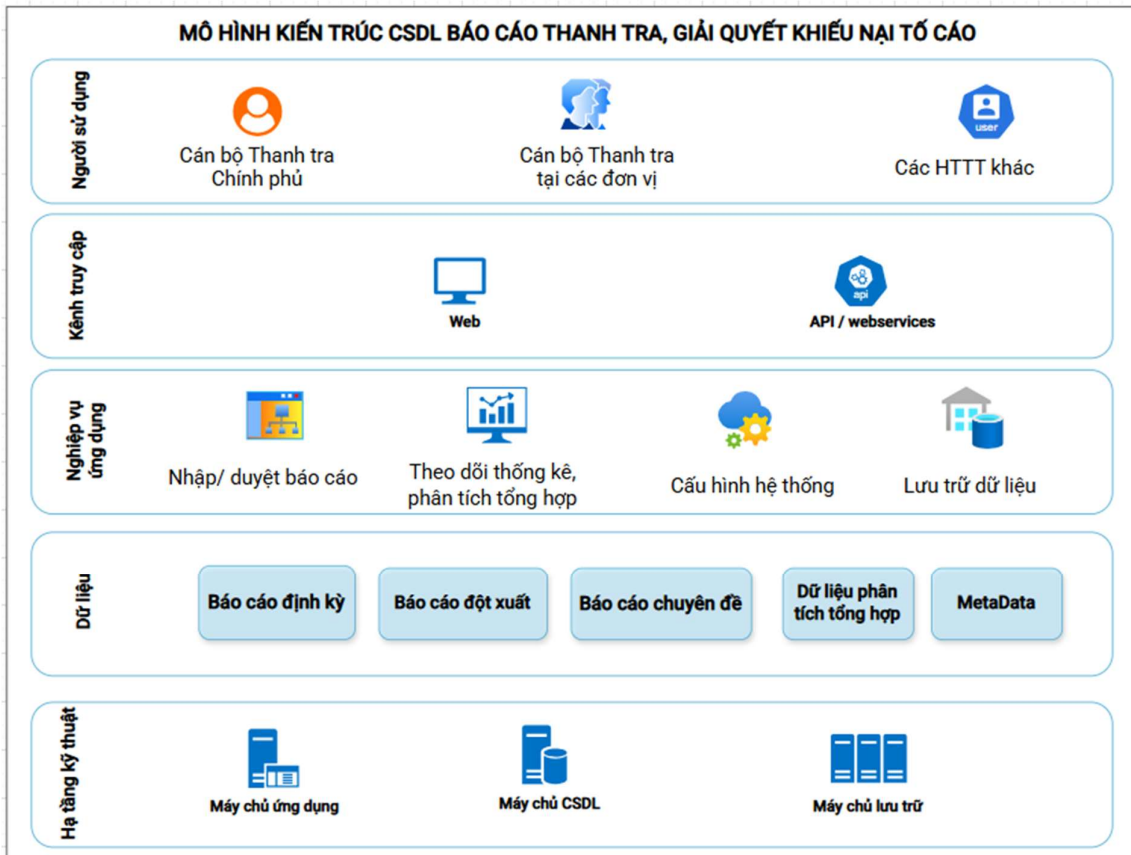 MÔ HÌNH KIẾN TRÚC CSDL BÁO CÁO THANH TRA, GIẢI QUYẾT KHIẾU NẠI TỐ CÁO
Người sử dụng
Cán bộ Thanh tra
Chính phủ
Cán bộ Thanh tra
tại các đơn vị
user
Các HTTT khác
Kênh truy cập
Web
api
API / webservices
Nghiệp vụ
ứng dụng
Nhập/ duyệt báo cáo
Theo dõi thống kê,
phân tích tổng hợp
Cấu hình hệ thống
Lưu trữ dữ liệu
Dữ liệu
Báo cáo định kỳ
Báo cáo đột xuất
Báo cáo chuyên đề
Dữ liệu phân
tích tổng hợp
MetaData
Hạ tầng kỹ thuật
Máy chủ ứng dụng
Máy chủ CSDL
Máy chủ lưu trữ